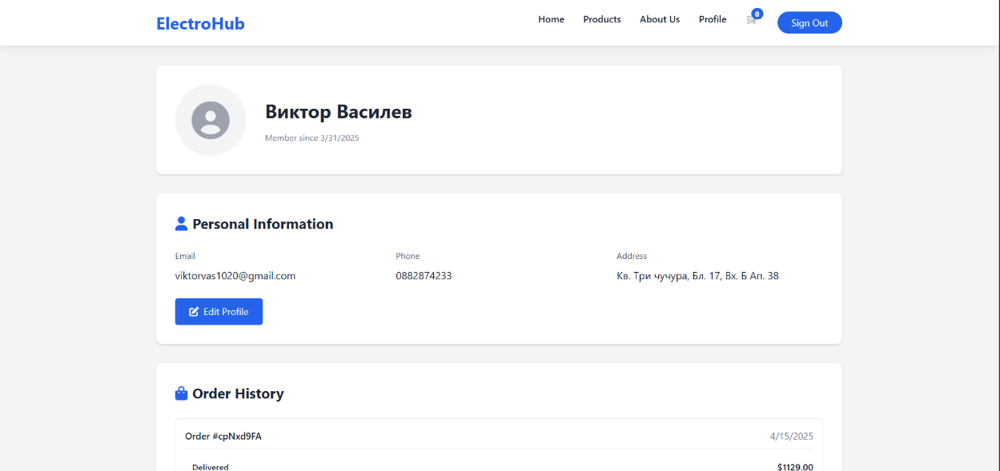 ElectroHub
Home Products About Us Profile 0 Sign Out
Виктор Василев
Member since 3/31/2025
Personal Information
Email Phone Address
viktorvas1020@gmail.com 0882874233 Кв. Три чучура, Бл. 17, Вх. Б Ап. 38
Edit Profile
Order History
Order #cpNxd9FA 4/15/2025
Delivered $1129.00